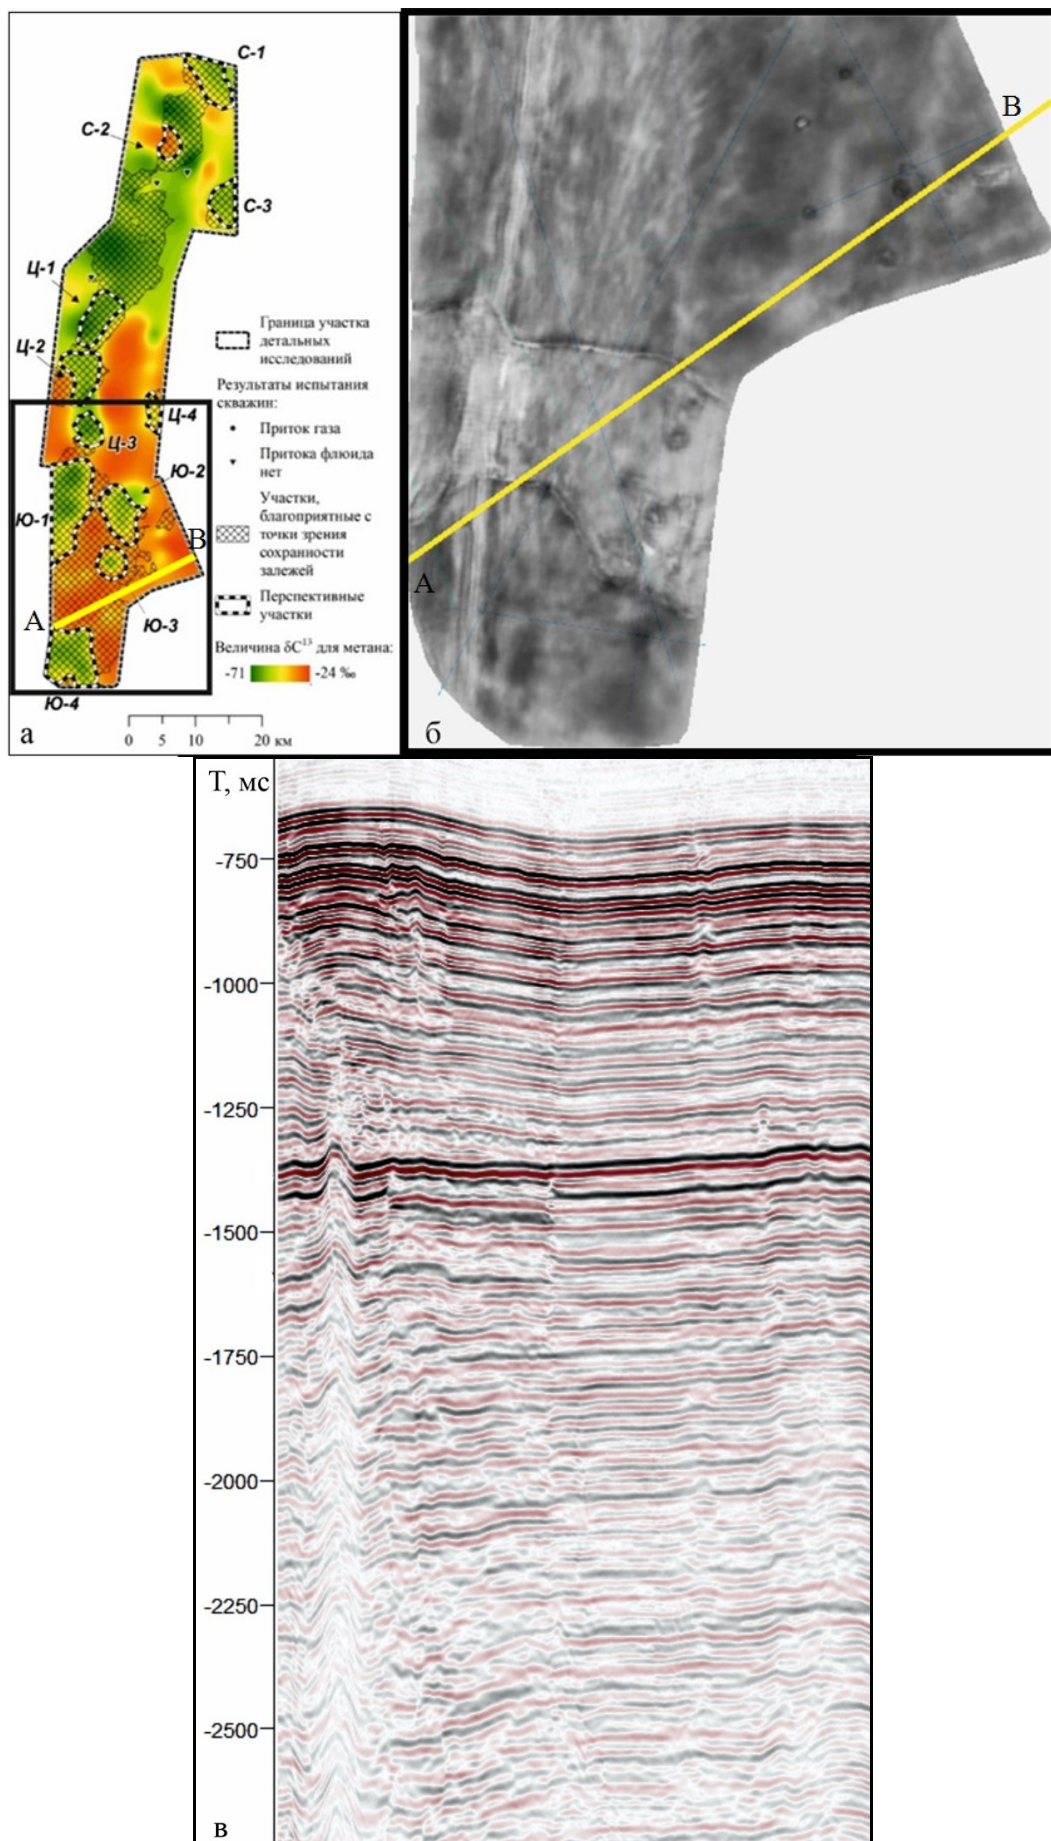 С-1
С-2
С-3
Ц-1
Ц-2
Ц-4
Ц-3
Ю-2
Ю-1
В
А
Ю-3
Ю-4
Граница участка
детальных
исследований
Результаты испытания
скважин:
Приток газа
Притока флюида
нет
Участки,
благоприятные с
точки зрения
сохранности
залежей
Перспективные
участки
Величина δC¹³ для метана:
-71
-24 ‰
0 5 10 20 км
а
В
А
б
Т, мс
-750
-1000
-1250
-1500
-1750
-2000
-2250
-2500
в